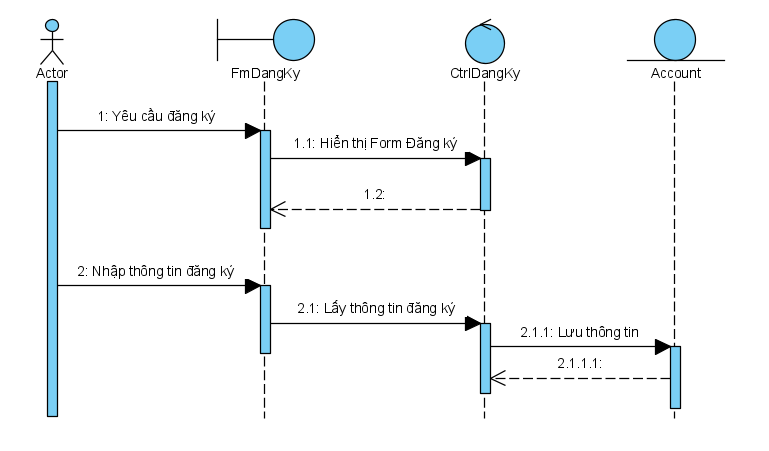 Actor
FmDangKy
CtrlDangKy
Account
1: Yêu cầu đăng ký
1.1: Hiển thị Form Đăng ký
1.2:
2: Nhập thông tin đăng ký
2.1: Lấy thông tin đăng ký
2.1.1: Lưu thông tin
2.1.1.1: